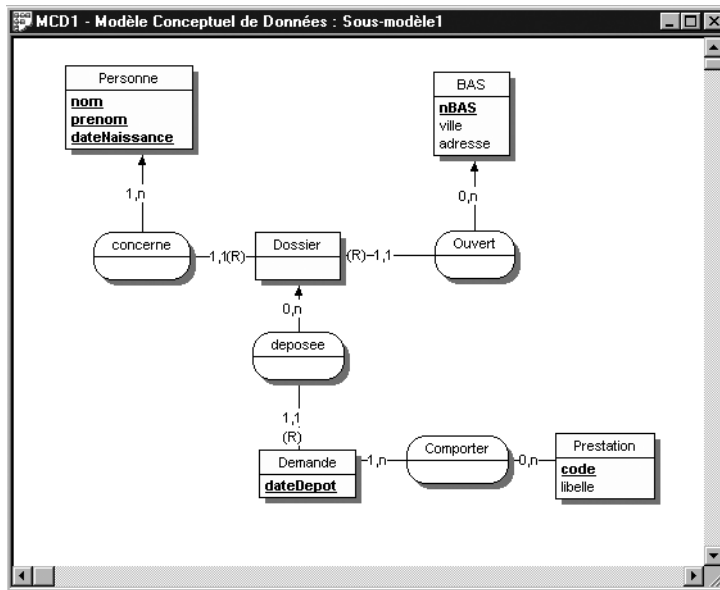 MCD1 - Modèle Conceptuel de Données : Sous-modèle1
Personne
nom
prenom
dateNaissance
BAS
nBAS
ville
adresse
1,n
0,n
concerne
1,1(R)
Dossier
(R)
1,1
Ouvert
0,n
deposee
1,1
(R)
Demande
dateDepot
1,n
Comporter
0,n
Prestation
code
libelle